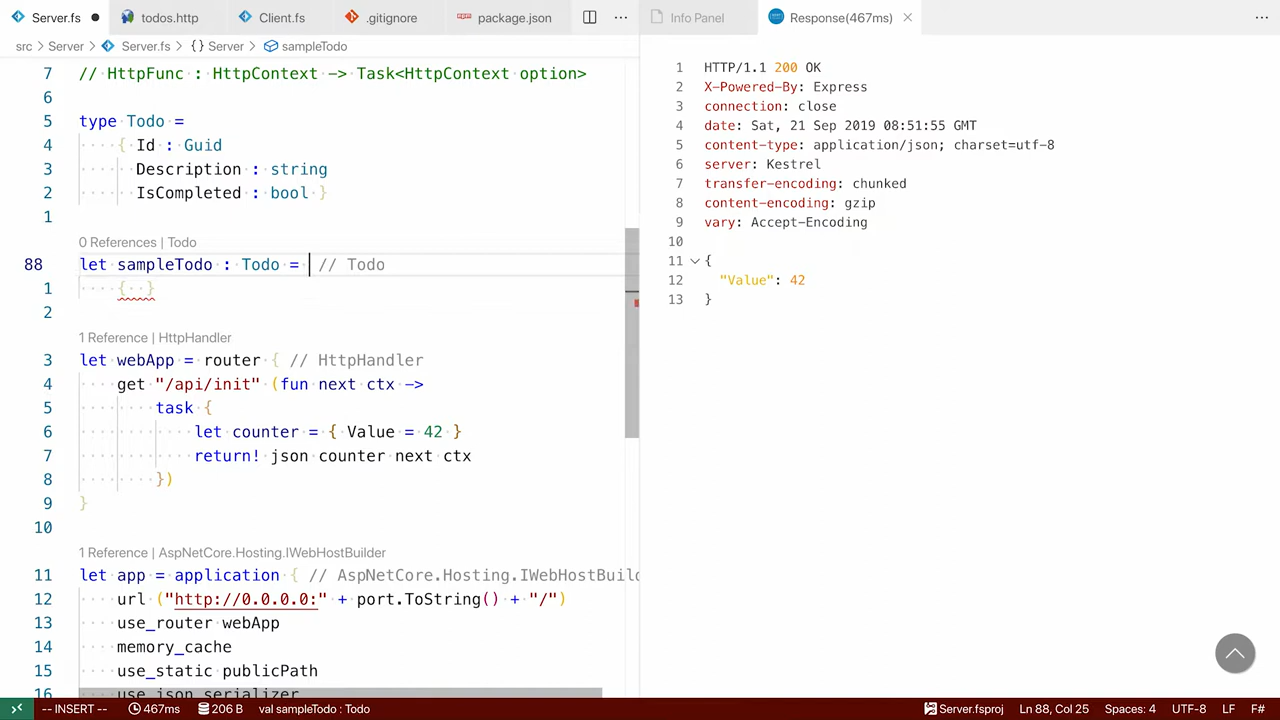 Server.fs ●
todos.http
Client.fs
.gitignore
package.json
···
Info Panel
Response(467ms) ×
···
src > Server > Server.fs > {} Server > sampleTodo
7 // HttpFunc : HttpContext -> Task<HttpContext option>
6
5 type Todo =
4 { Id : Guid
3 Description : string
2 IsCompleted : bool }
1
0 References | Todo
88 let sampleTodo : Todo = // Todo
1 { }
2
1 Reference | HttpHandler
3 let webApp = router { // HttpHandler
4 get "/api/init" (fun next ctx ->
5 task {
6 let counter = { Value = 42 }
7 return! json counter next ctx
8 })
9 }
10
1 Reference | AspNetCore.Hosting.IWebHostBuilder
11 let app = application { // AspNetCore.Hosting.IWebHostBuild
12 url ("http://0.0.0.0:" + port.ToString() + "/")
13 use_router webApp
14 memory_cache
15 use_static publicPath
16 use_json_serializer
1 HTTP/1.1 200 OK
2 X-Powered-By: Express
3 connection: close
4 date: Sat, 21 Sep 2019 08:51:55 GMT
5 content-type: application/json; charset=utf-8
6 server: Kestrel
7 transfer-encoding: chunked
8 content-encoding: gzip
9 vary: Accept-Encoding
10
11 {
12 "Value": 42
13 }
-- INSERT -- 467ms 206 B val sampleTodo : Todo
Server.fsproj Ln 88, Col 25 Spaces: 4 UTF-8 LF F#